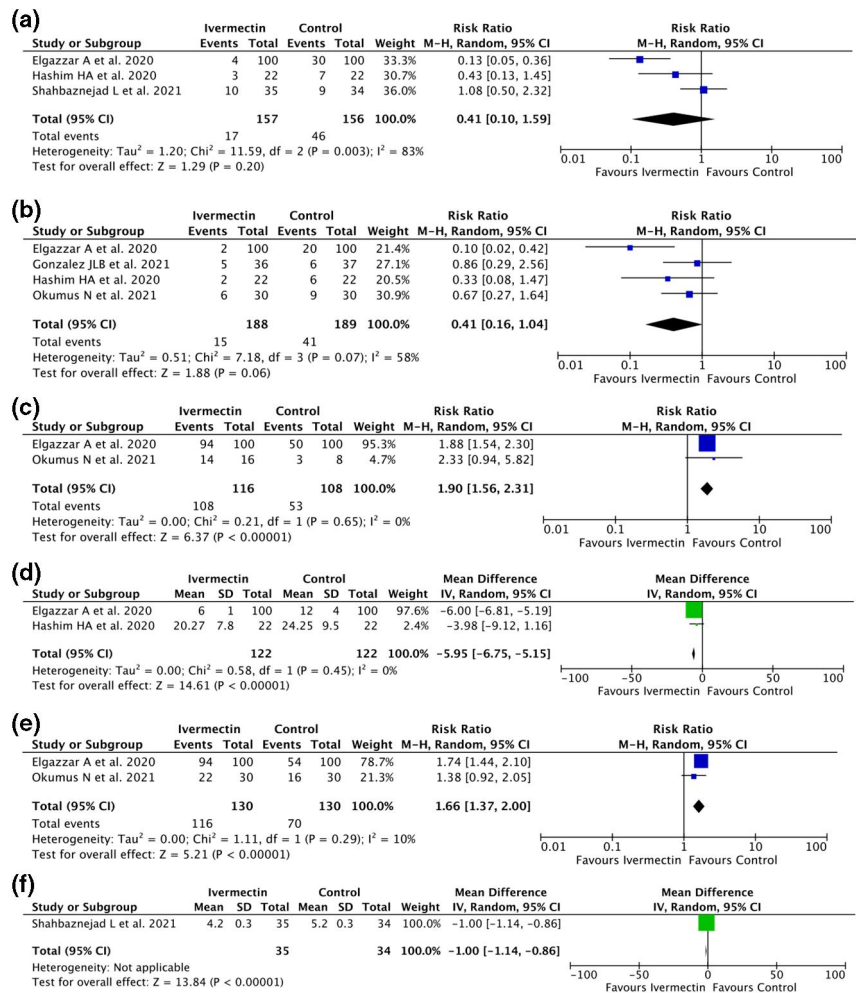 (a)
Ivermectin Control Risk Ratio Risk Ratio
Study or Subgroup Events Total Events Total Weight M-H, Random, 95% CI M-H, Random, 95% CI
Elgazzar A et al. 2020 4 100 30 100 33.3% 0.13 [0.05, 0.36]
Hashim HA et al. 2020 3 22 7 22 30.7% 0.43 [0.13, 1.45]
Shahbaznejad L et al. 2021 10 35 9 34 36.0% 1.08 [0.50, 2.32]
Total (95% CI) 157 156 100.0% 0.41 [0.10, 1.59]
Total events 17 46
Heterogeneity: Tau² = 1.20; Chi² = 11.59, df = 2 (P = 0.003); I² = 83%
Test for overall effect: Z = 1.29 (P = 0.20)
0.01 0.1 1 10 100
Favours Ivermectin Favours Control
(b)
Ivermectin Control Risk Ratio Risk Ratio
Study or Subgroup Events Total Events Total Weight M-H, Random, 95% CI M-H, Random, 95% CI
Elgazzar A et al. 2020 2 100 20 100 21.4% 0.10 [0.02, 0.42]
Gonzalez JLB et al. 2021 5 36 6 37 27.1% 0.86 [0.29, 2.56]
Hashim HA et al. 2020 2 22 6 22 20.5% 0.33 [0.08, 1.47]
Okumus N et al. 2021 6 30 9 30 30.9% 0.67 [0.27, 1.64]
Total (95% CI) 188 189 100.0% 0.41 [0.16, 1.04]
Total events 15 41
Heterogeneity: Tau² = 0.51; Chi² = 7.18, df = 3 (P = 0.07); I² = 58%
Test for overall effect: Z = 1.88 (P = 0.06)
0.01 0.1 1 10 100
Favours Ivermectin Favours Control
(c)
Ivermectin Control Risk Ratio Risk Ratio
Study or Subgroup Events Total Events Total Weight M-H, Random, 95% CI M-H, Random, 95% CI
Elgazzar A et al. 2020 94 100 50 100 95.3% 1.88 [1.54, 2.30]
Okumus N et al. 2021 14 16 3 8 4.7% 2.33 [0.94, 5.82]
Total (95% CI) 116 108 100.0% 1.90 [1.56, 2.31]
Total events 108 53
Heterogeneity: Tau² = 0.00; Chi² = 0.21, df = 1 (P = 0.65); I² = 0%
Test for overall effect: Z = 6.37 (P < 0.00001)
0.01 0.1 1 10 100
Favours Ivermectin Favours Control
(d)
Ivermectin Control Mean Difference Mean Difference
Study or Subgroup Mean SD Total Mean SD Total Weight IV, Random, 95% CI IV, Random, 95% CI
Elgazzar A et al. 2020 6 1 100 12 4 100 97.6% -6.00 [-6.81, -5.19]
Hashim HA et al. 2020 20.27 7.8 22 24.25 9.5 22 2.4% -3.98 [-9.12, 1.16]
Total (95% CI) 122 122 100.0% -5.95 [-6.75, -5.15]
Heterogeneity: Tau² = 0.00; Chi² = 0.58, df = 1 (P = 0.45); I² = 0%
Test for overall effect: Z = 14.61 (P < 0.00001)
-100 -50 0 50 100
Favours Ivermectin Favours Control
(e)
Ivermectin Control Risk Ratio Risk Ratio
Study or Subgroup Events Total Events Total Weight M-H, Random, 95% CI M-H, Random, 95% CI
Elgazzar A et al. 2020 94 100 54 100 78.7% 1.74 [1.44, 2.10]
Okumus N et al. 2021 22 30 16 30 21.3% 1.38 [0.92, 2.05]
Total (95% CI) 130 130 100.0% 1.66 [1.37, 2.00]
Total events 116 70
Heterogeneity: Tau² = 0.00; Chi² = 1.11, df = 1 (P = 0.29); I² = 10%
Test for overall effect: Z = 5.21 (P < 0.00001)
0.01 0.1 1 10 100
Favours Ivermectin Favours Control
(f)
Ivermectin Control Mean Difference Mean Difference
Study or Subgroup Mean SD Total Mean SD Total Weight IV, Random, 95% CI IV, Random, 95% CI
Shahbaznejad L et al. 2021 4.2 0.3 35 5.2 0.3 34 100.0% -1.00 [-1.14, -0.86]
Total (95% CI) 35 34 100.0% -1.00 [-1.14, -0.86]
Heterogeneity: Not applicable
Test for overall effect: Z = 13.84 (P < 0.00001)
-100 -50 0 50 100
Favours Ivermectin Favours Control